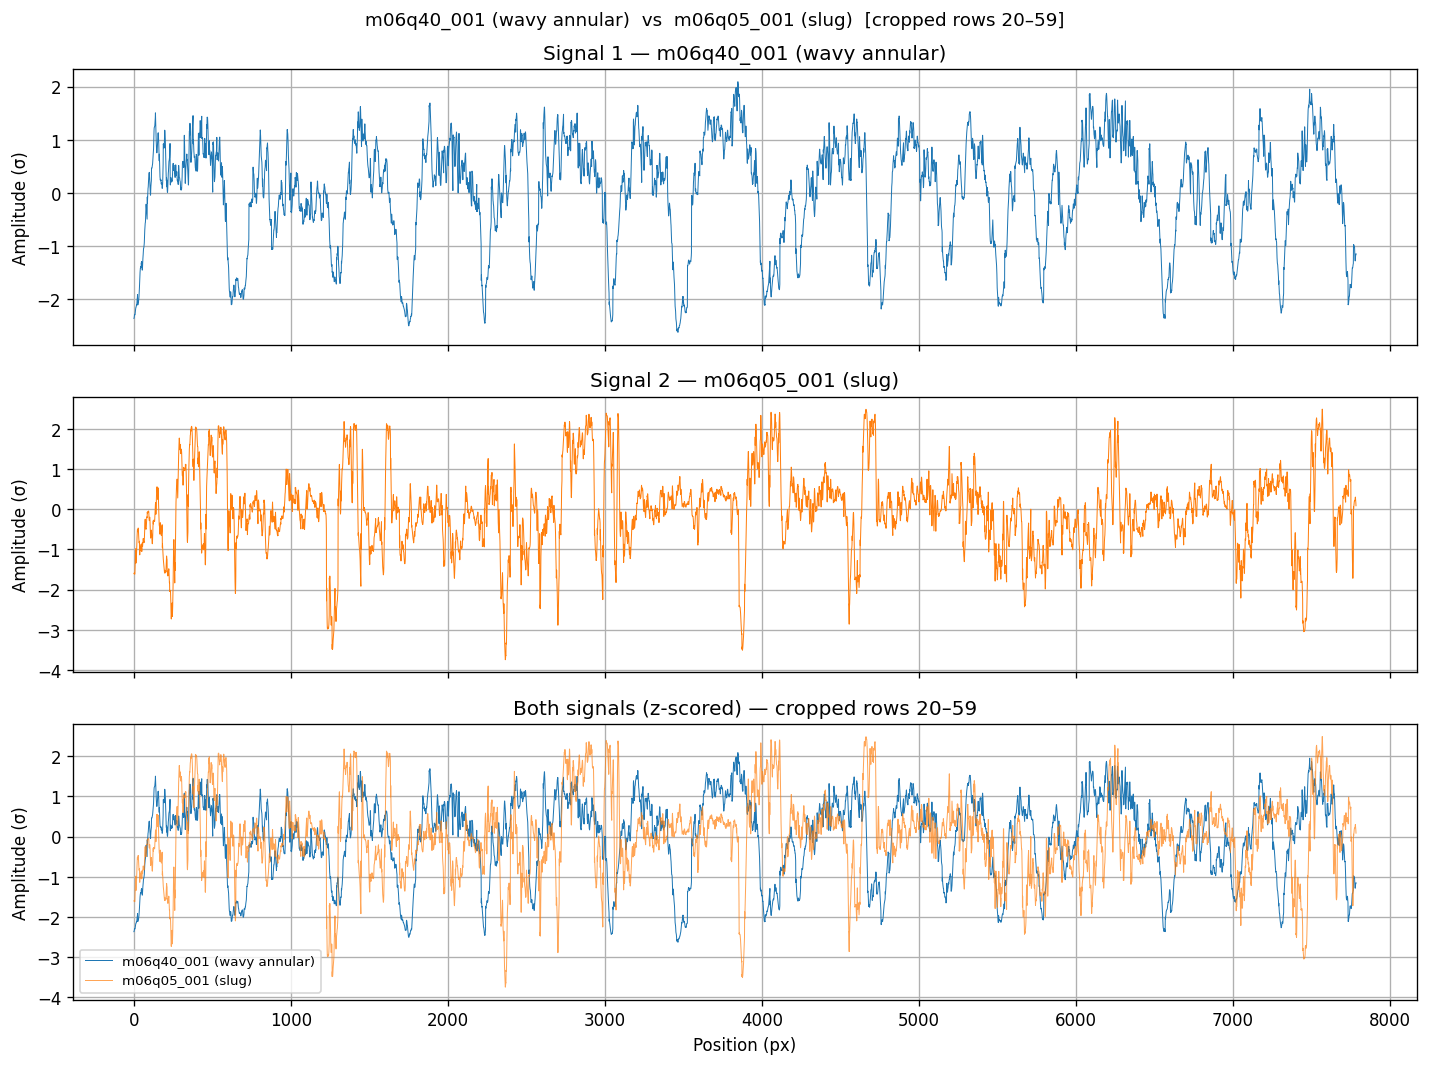 m06q40_001 (wavy annular)  vs  m06q05_001 (slug)  [cropped rows 20–59]
Signal 1 — m06q40_001 (wavy annular)
2
1
0
−1
−2
Amplitude (σ)
Signal 2 — m06q05_001 (slug)
2
1
0
−1
−2
−3
−4
Amplitude (σ)
Both signals (z-scored) — cropped rows 20–59
2
1
0
−1
−2
−3
−4
Amplitude (σ)
m06q40_001 (wavy annular)
m06q05_001 (slug)
0 1000 2000 3000 4000 5000 6000 7000 8000
Position (px)